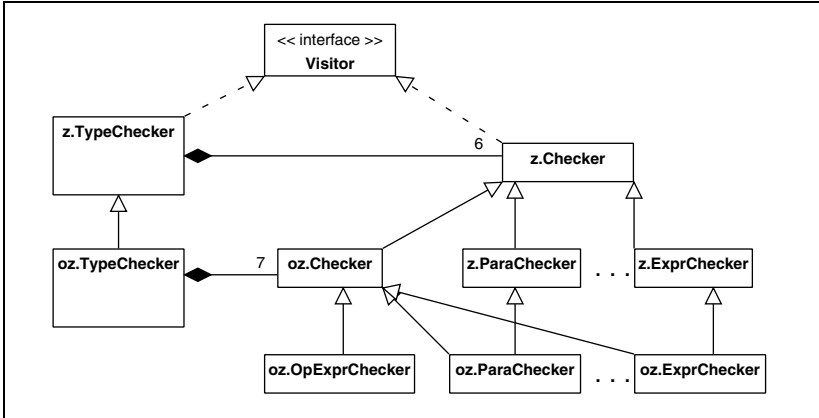 << interface >>
Visitor
z.TypeChecker
6
z.Checker
oz.TypeChecker
7
oz.Checker
z.ParaChecker
. . .
z.ExprChecker
oz.OpExprChecker
oz.ParaChecker
. . .
oz.ExprChecker